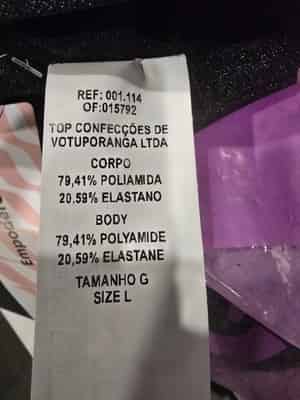 REF: 001.114
OF:015792
TOP CONFECÇÕES DE
VOTUPORANGA LTDA
CORPO
79,41% POLIAMIDA
20.59% ELASTANO
BODY
79,41% POLYAMIDE
20,59% ELASTANE
TAMANHO G
SIZE L